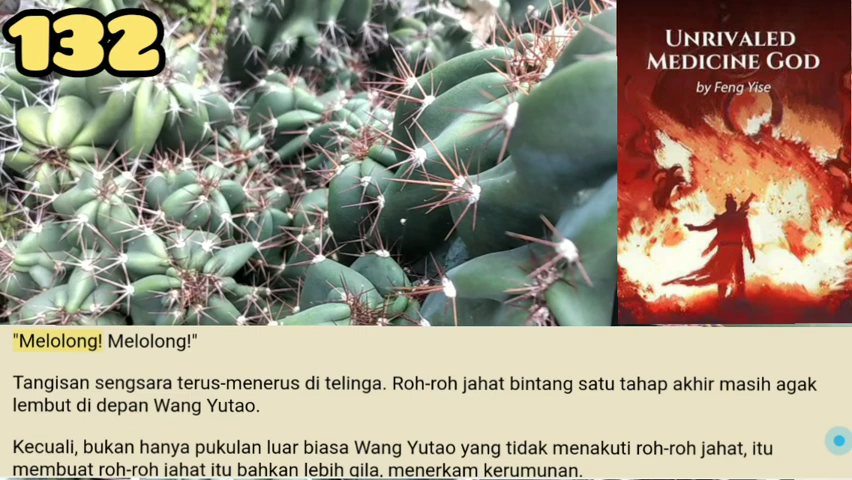 132
UNRIVALED
MEDICINE GOD
by Feng Yise
"Melolong! Melolong!"
Tangisan sengsara terus-menerus di telinga. Roh-roh jahat bintang satu tahap akhir masih agak
lembut di depan Wang Yutao.
Kecuali, bukan hanya pukulan luar biasa Wang Yutao yang tidak menakuti roh-roh jahat, itu
membuat roh-roh jahat itu bahkan lebih gila, menerkam kerumunan.